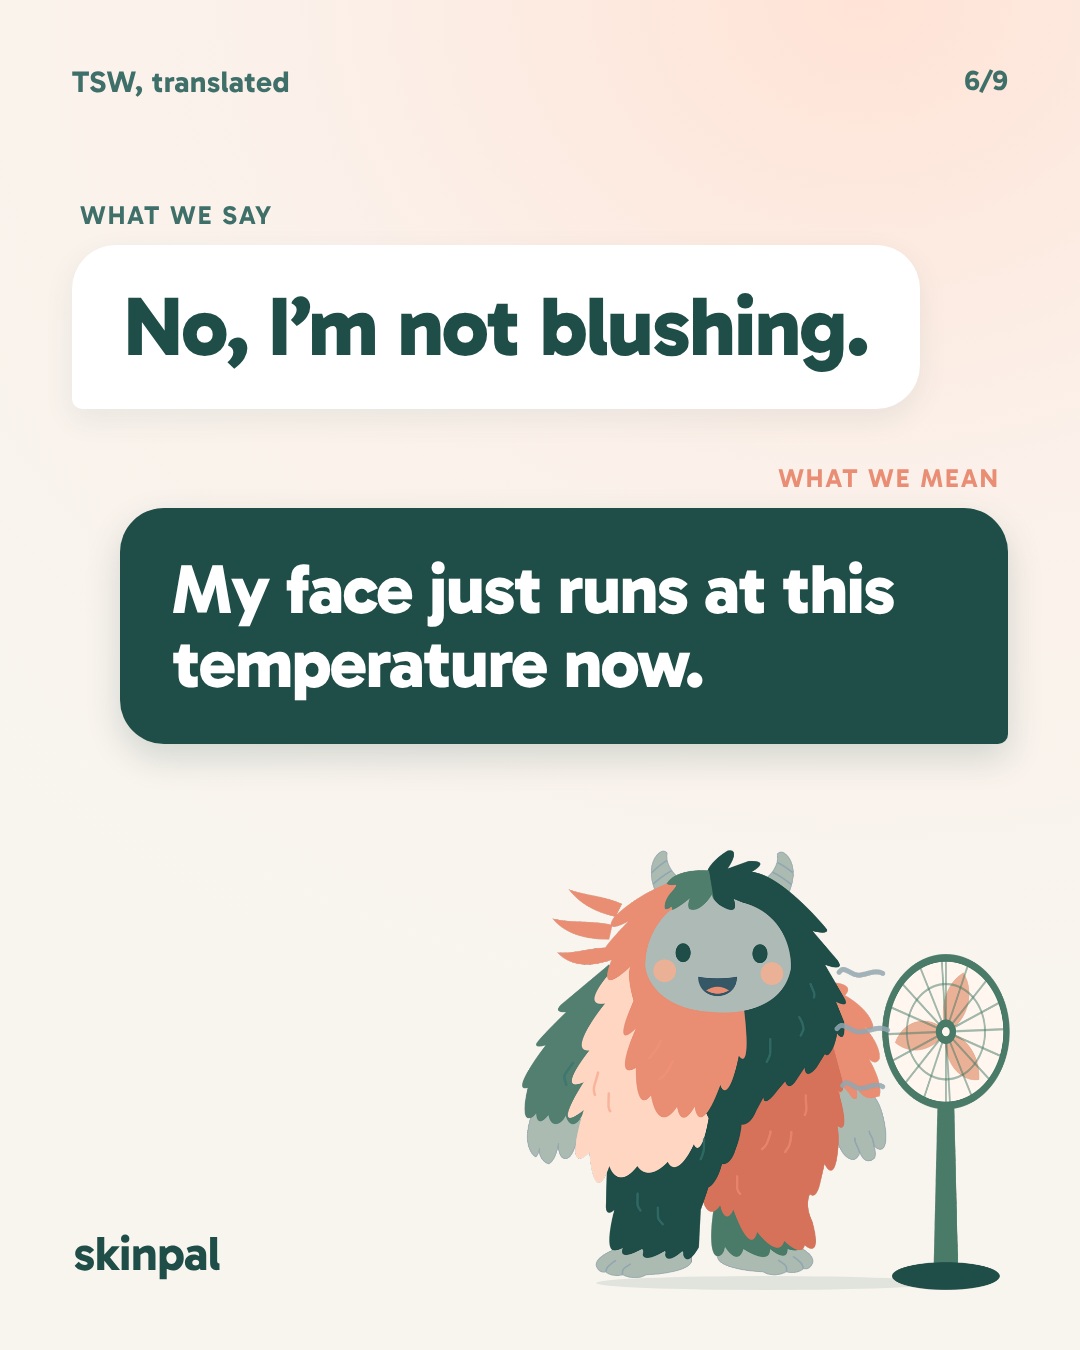 TSW, translated
6/9
WHAT WE SAY
No, I’m not blushing.
WHAT WE MEAN
My face just runs at this
temperature now.
skinpal